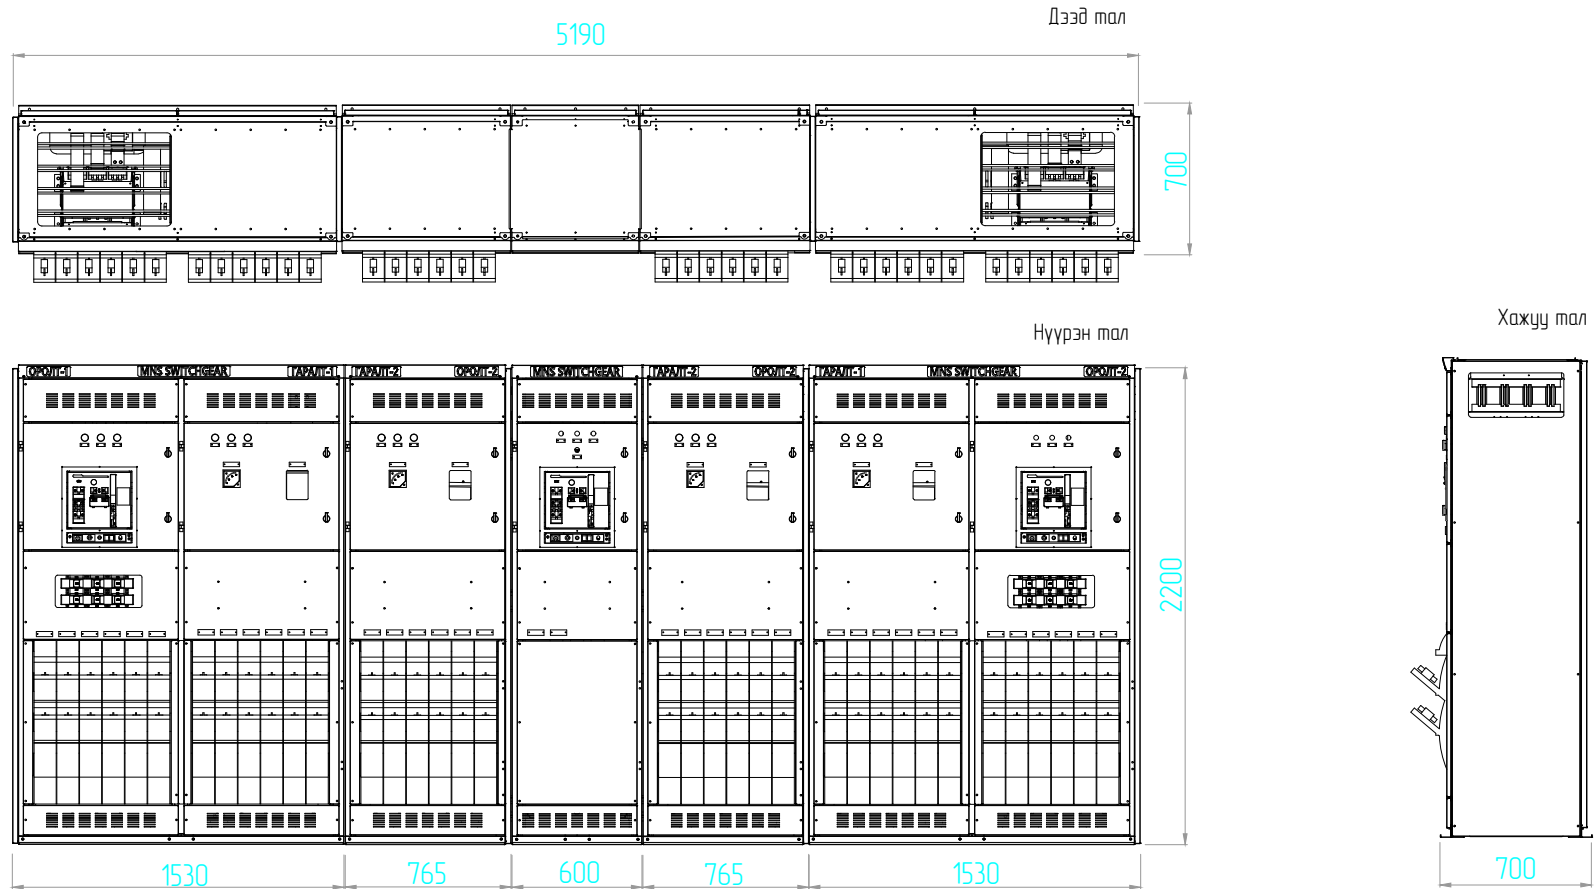 Дээд тал
5190
700
Нүүрэн тал
Хажуу тал
ОРОЛТ-1 MNS SWITCHGEAR ГАРАЛТ-1 ГАРАЛТ-2 ОРОЛТ-2 MNS SWITCHGEAR ГАРАЛТ-2 ОРОЛТ-2 ГАРАЛТ-1 MNS SWITCHGEAR ОРОЛТ-2
2200
1530 765 600 765 1530 700